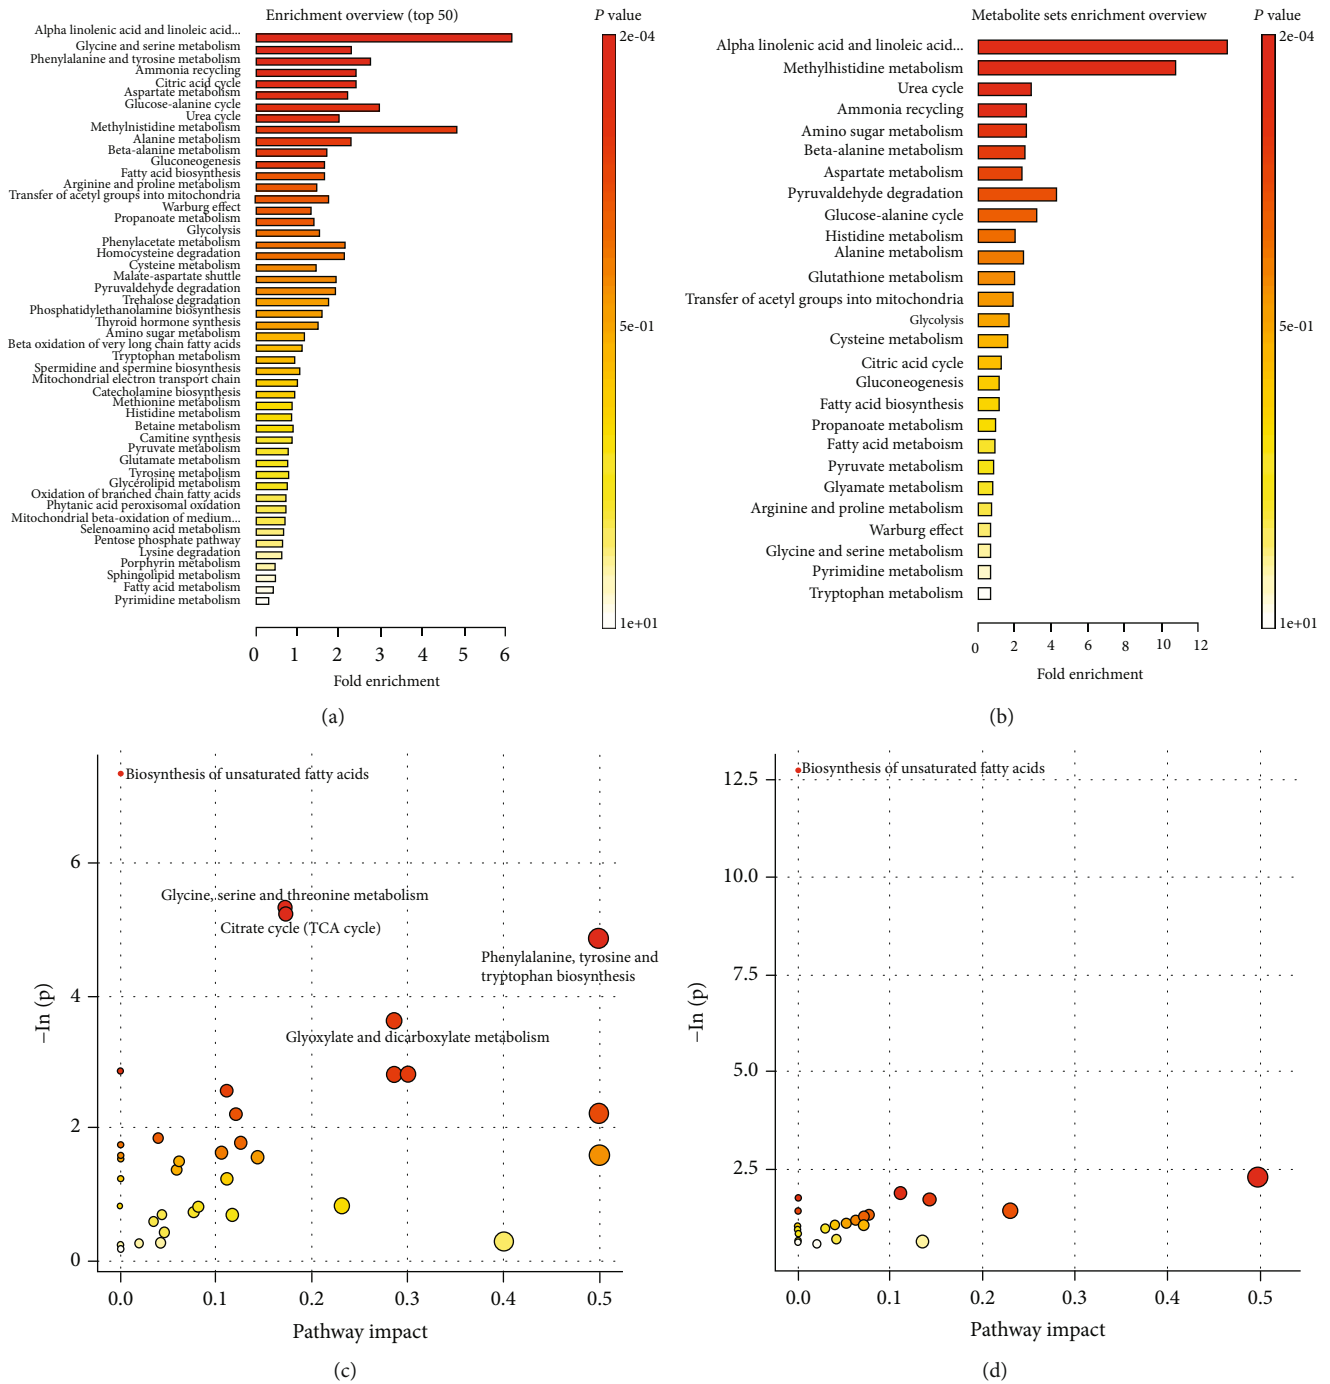 Enrichment overview (top 50)
P value
Alpha linolenic acid and linoleic acid...
Glycine and serine metabolism
Phenylalanine and tyrosine metabolism
Ammonia recycling
Citric acid cycle
Aspartate metabolism
Glucose-alanine cycle
Urea cycle
Methylnistidine metabolism
Alanine metabolism
Beta-alanine metabolism
Gluconeogenesis
Fatty acid biosynthesis
Arginine and proline metabolism
Transfer of acetyl groups into mitochondria
Warburg effect
Propanoate metabolism
Glycolysis
Phenylacetate metabolism
Homocysteine degradation
Cysteine metabolism
Malate-aspartate shuttle
Pyruvaldehyde degradation
Trehalose degradation
Phosphatidylethanolamine biosynthesis
Thyroid hormone synthesis
Amino sugar metabolism
Beta oxidation of very long chain fatty acids
Tryptophan metabolism
Spermidine and spermine biosynthesis
Mitochondrial electron transport chain
Catecholamine biosynthesis
Methionine metabolism
Histidine metabolism
Betaine metabolism
Camitine synthesis
Pyruvate metabolism
Glutamate metabolism
Tyrosine metabolism
Glycerolipid metabolism
Oxidation of branched chain fatty acids
Phytanic acid peroxisomal oxidation
Mitochondrial beta-oxidation of medium...
Selenoamino acid metabolism
Pentose phosphate pathway
Lysine degradation
Porphyrin metabolism
Sphingolipid metabolism
Fatty acid metabolism
Pyrimidine metabolism
2e-04
5e-01
1e+01
0 1 2 3 4 5 6
Fold enrichment
(a)
Metabolite sets enrichment overview
P value
Alpha linolenic acid and linoleic acid...
Methylhistidine metabolism
Urea cycle
Ammonia recycling
Amino sugar metabolism
Beta-alanine metabolism
Aspartate metabolism
Pyruvaldehyde degradation
Glucose-alanine cycle
Histidine metabolism
Alanine metabolism
Glutathione metabolism
Transfer of acetyl groups into mitochondria
Glycolysis
Cysteine metabolism
Citric acid cycle
Gluconeogenesis
Fatty acid biosynthesis
Propanoate metabolism
Fatty acid metaboism
Pyruvate metabolism
Glyamate metabolism
Arginine and proline metabolism
Warburg effect
Glycine and serine metabolism
Pyrimidine metabolism
Tryptophan metabolism
2e-04
5e-01
1e+01
0 2 4 6 8 10 12
Fold enrichment
(b)
Biosynthesis of unsaturated fatty acids
Glycine, serine and threonine metabolism
Citrate cycle (TCA cycle)
Phenylalanine, tyrosine and
tryptophan biosynthesis
Glyoxylate and dicarboxylate metabolism
6
4
2
0
−In (p)
0.0 0.1 0.2 0.3 0.4 0.5
Pathway impact
(c)
Biosynthesis of unsaturated fatty acids
12.5
10.0
7.5
5.0
2.5
−In (p)
0.0 0.1 0.2 0.3 0.4 0.5
Pathway impact
(d)